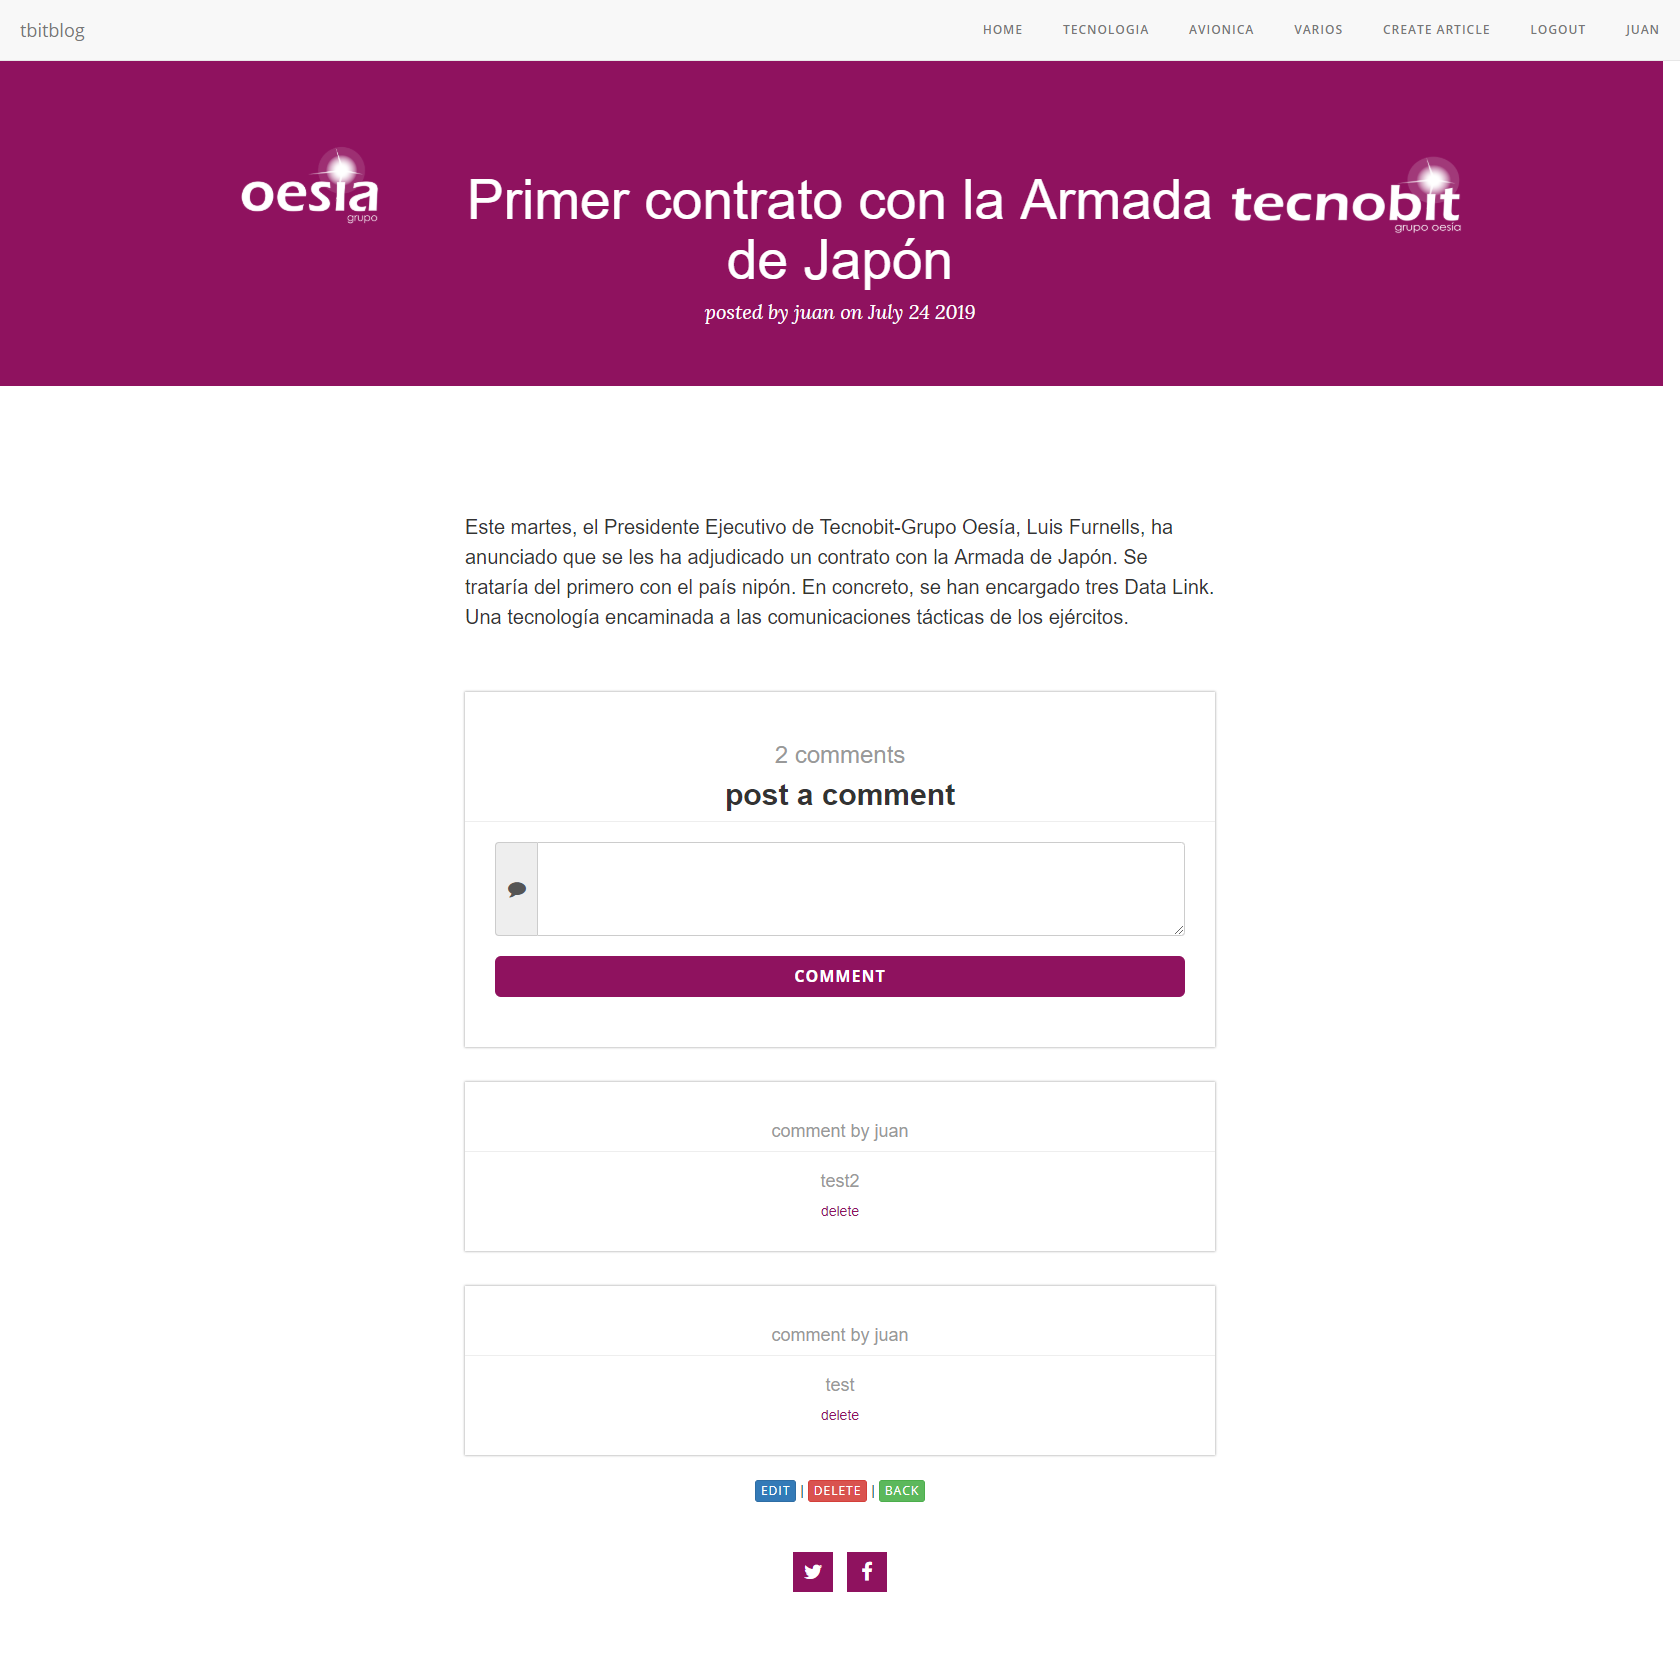 tbitblog
HOME
TECNOLOGIA
AVIONICA
VARIOS
CREATE ARTICLE
LOGOUT
JUAN
oesía
grupo
Primer contrato con la Armada
de Japón
tecnobit
grupo oesía
posted by juan on July 24 2019
Este martes, el Presidente Ejecutivo de Tecnobit-Grupo Oesía, Luis Furnells, ha
anunciado que se les ha adjudicado un contrato con la Armada de Japón. Se
trataría del primero con el país nipón. En concreto, se han encargado tres Data Link.
Una tecnología encaminada a las comunicaciones tácticas de los ejércitos.
2 comments
post a comment
COMMENT
comment by juan
test2
delete
comment by juan
test
delete
EDIT | DELETE | BACK